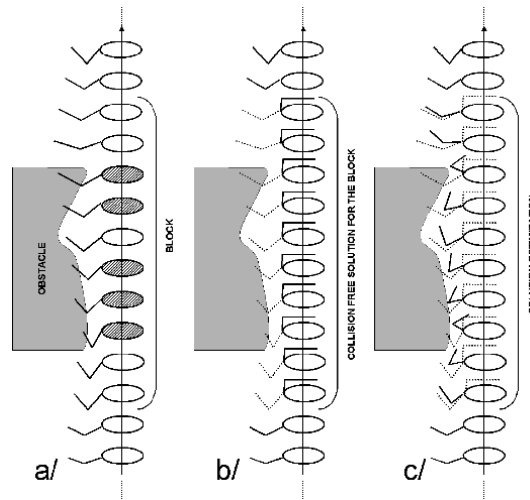 OBSTACLE
BLOCK
a/
COLLISION FREE SOLUTION FOR THE BLOCK
b/
c/